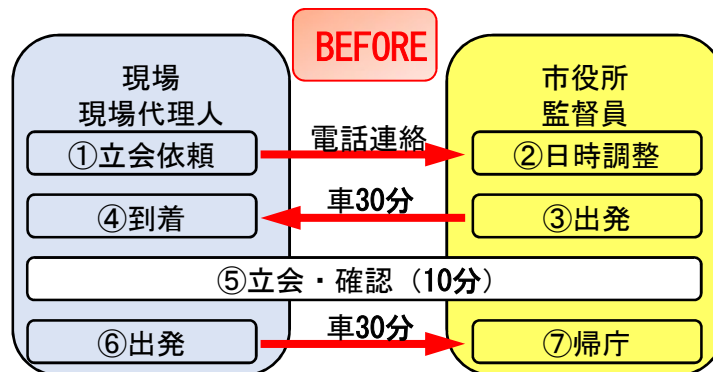 BEFORE
現場
現場代理人
市役所
監督員
①立会依頼
電話連絡
②日時調整
④到着
車30分
③出発
⑤立会・確認（10分）
⑥出発
車30分
⑦帰庁